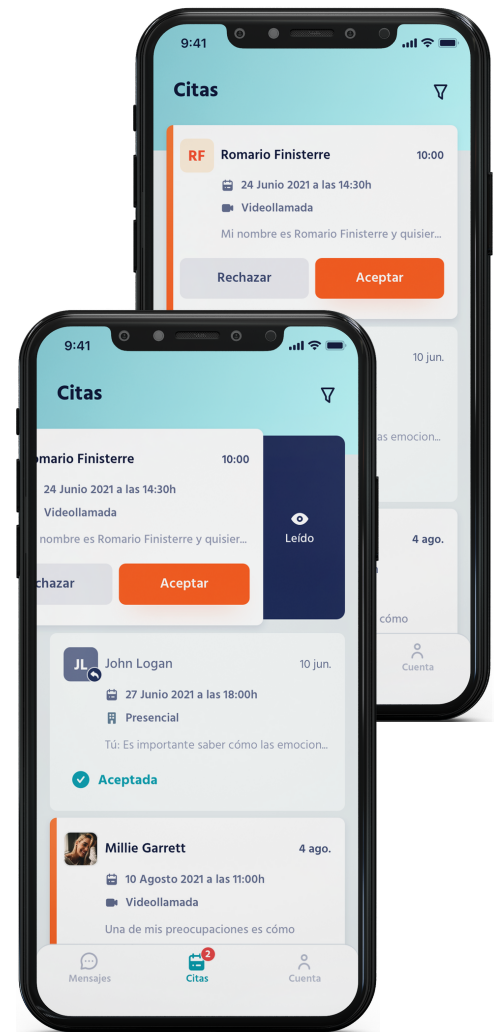 9:41
Citas
RF
Romario Finisterre 10:00
24 Junio 2021 a las 14:30h
Videollamada
Mi nombre es Romario Finisterre y quisier...
Rechazar Aceptar
10 jun.
as emocion...
4 ago.
cómo
Cuenta
9:41
Citas
omario Finisterre 10:00
24 Junio 2021 a las 14:30h
Videollamada
nombre es Romario Finisterre y quisier...
chazar Aceptar
Leído
JL
John Logan 10 jun.
27 Junio 2021 a las 18:00h
Presencial
Tú: Es importante saber cómo las emocion...
Aceptada
Millie Garrett 4 ago.
10 Agosto 2021 a las 11:00h
Videollamada
Una de mis preocupaciones es cómo
2
Mensajes Citas Cuenta